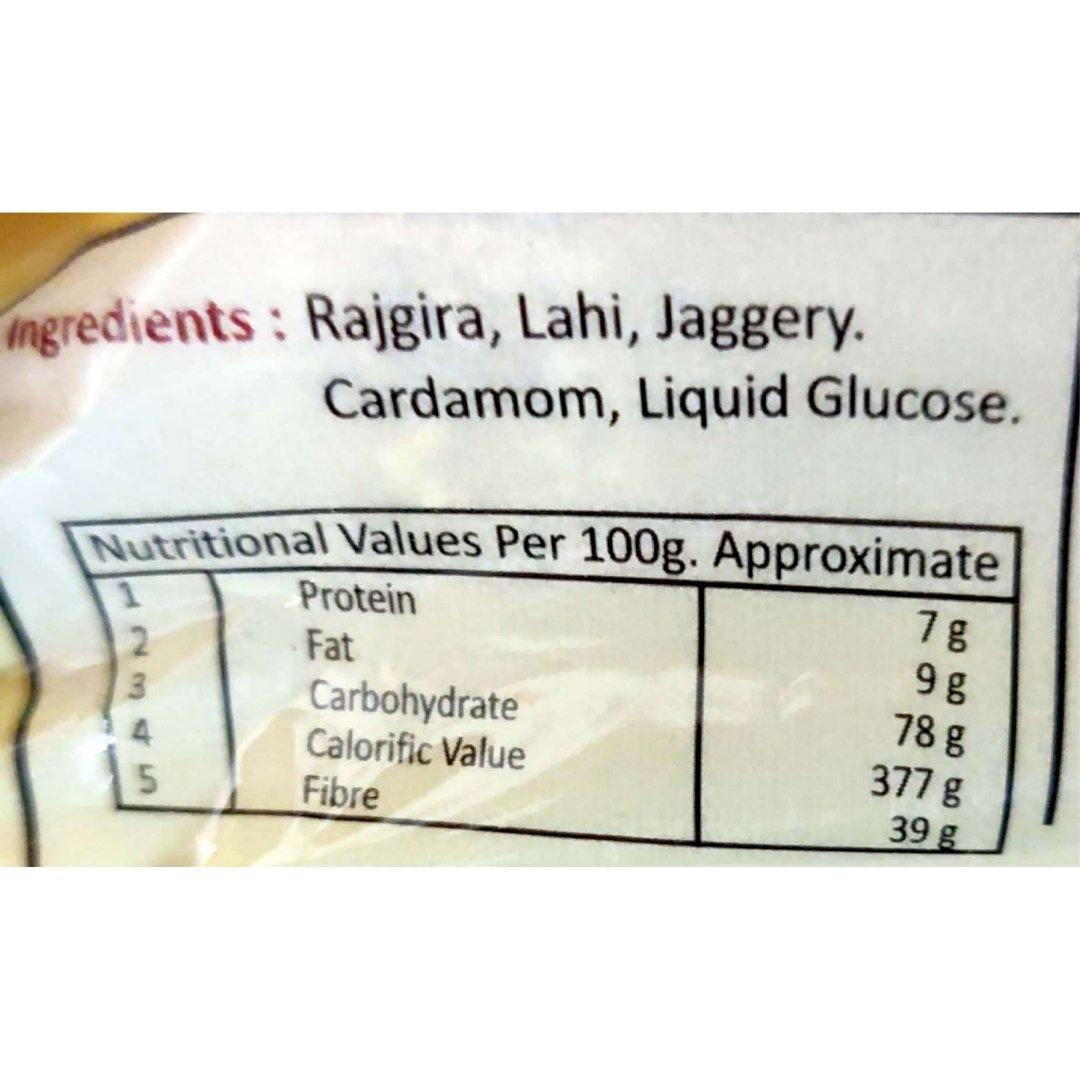 Ingredients : Rajgira, Lahi, Jaggery.
Cardamom, Liquid Glucose.
Nutritional Values Per 100g. Approximate
1 Protein 7 g
2 Fat 9 g
3 Carbohydrate 78 g
4 Calorific Value 377 g
5 Fibre 39 g